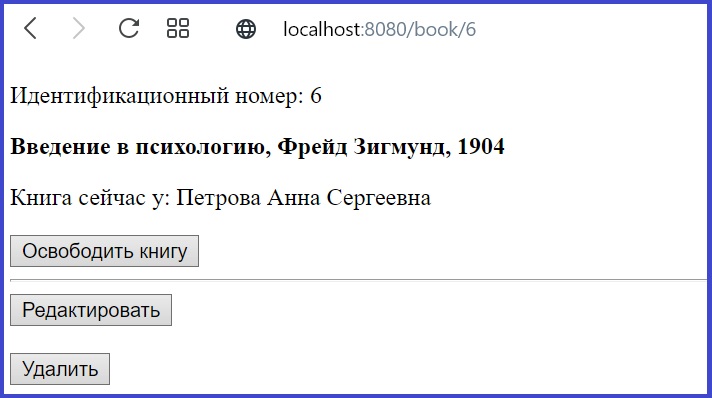 localhost:8080/book/6
Идентификационный номер: 6
Введение в психологию, Фрейд Зигмунд, 1904
Книга сейчас у: Петрова Анна Сергеевна
Освободить книгу
Редактировать
Удалить